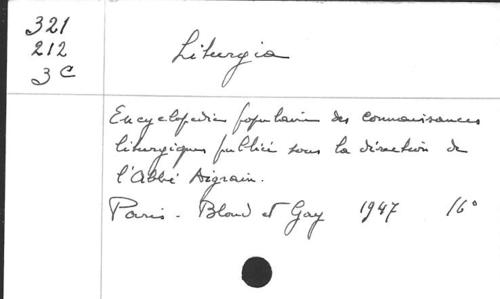 321
212
3 C
Liturgia
Encyclopédie populaire des connaissances
liturgiques publiée sous la direction de
l'Abbé Aigrain.
Paris - Bloud et Gay 1947 16°